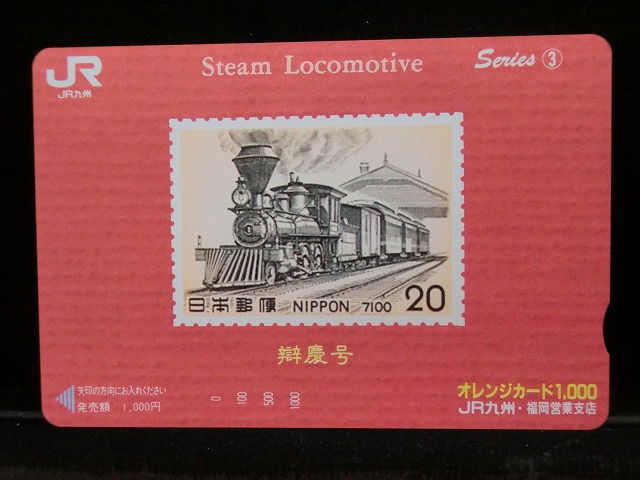 JR
JR九州
Steam Locomotive
Series ③
日本郵便 NIPPON 7100 20
辯慶号
矢印の方向にお入れください
発売額 1,000円
0 100 500 1000
オレンジカード1,000
JR九州・福岡営業支店